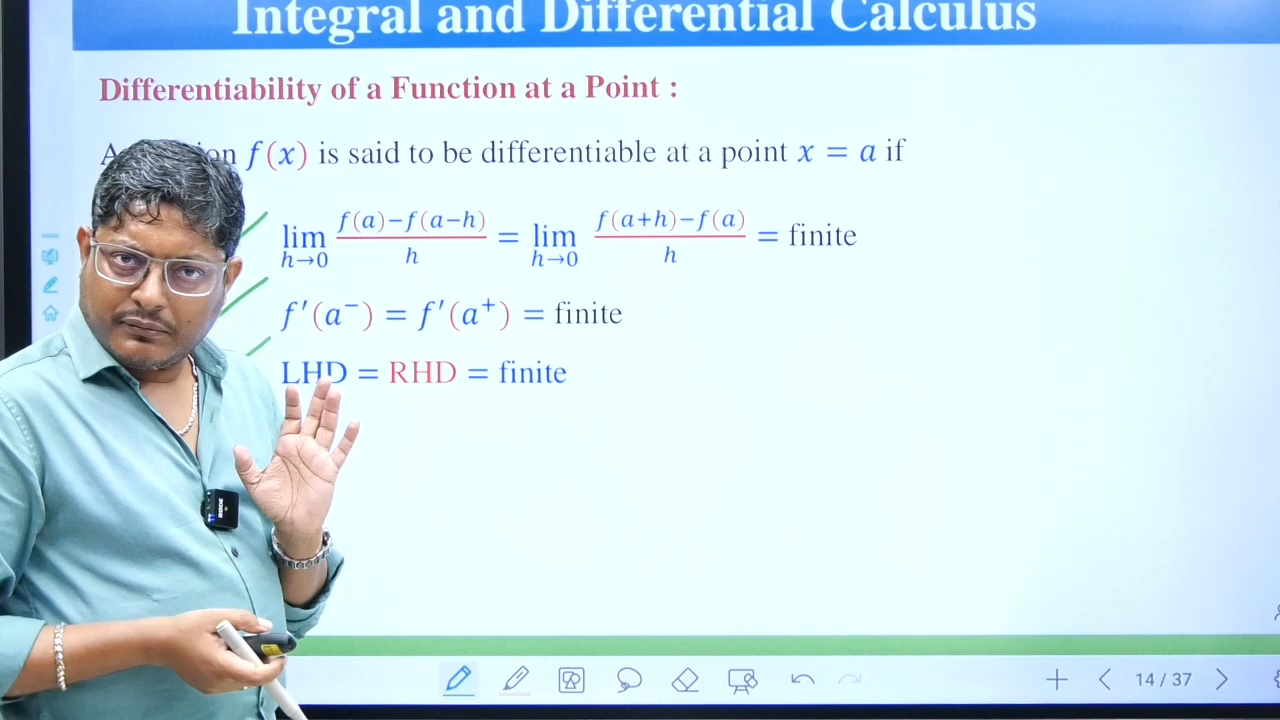 Integral and Differential Calculus
Differentiability of a Function at a Point :
f(x) is said to be differentiable at a point x = a if
lim h→0 f(a)−f(a−h) / h = lim h→0 f(a+h)−f(a) / h = finite
f′(a⁻) = f′(a⁺) = finite
LHD = RHD = finite
14 / 37